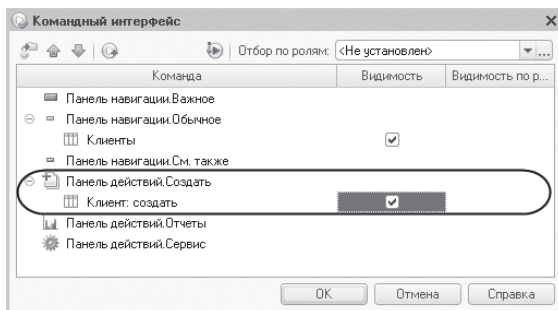 Командный интерфейс
Отбор по ролям: <Не установлен>
Команда Видимость Видимость по р...
Панель навигации.Важное
Панель навигации.Обычное
Клиенты
Панель навигации.См. также
Панель действий.Создать
Клиент: создать
Панель действий.Отчеты
Панель действий.Сервис
OK Отмена Справка